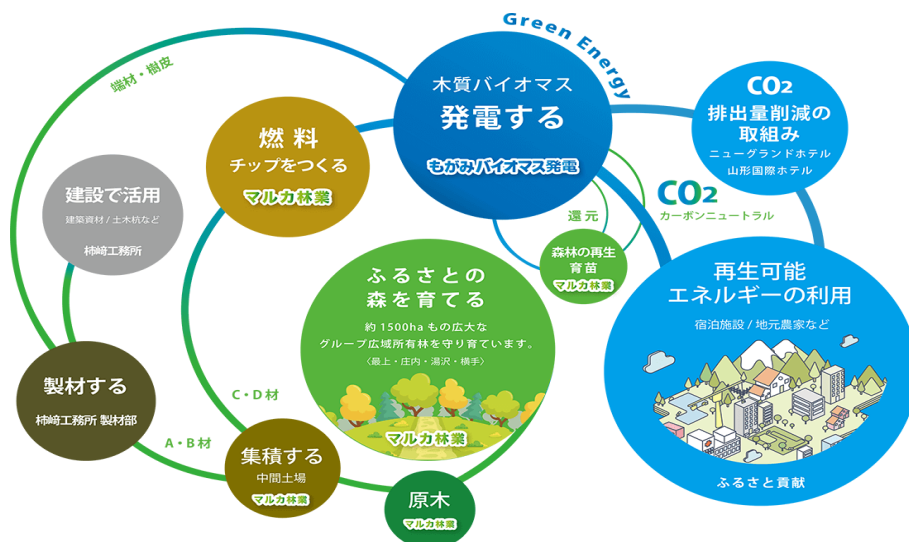 Green Energy
木質バイオマス
発電する
もがみバイオマス発電
端材・樹皮
燃料
チップをつくる
マルカ林業
CO2
排出量削減の
取組み
ニューグランドホテル
山形国際ホテル
建設で活用
建築資材 / 土木杭など
柿﨑工務所
CO2
カーボンニュートラル
還元
森林の再生
育苗
マルカ林業
ふるさとの
森を育てる
約1500haもの広大な
グループ広域所有林を守り育ています。
〈最上・庄内・湯沢・横手〉
マルカ林業
再生可能
エネルギーの利用
宿泊施設 / 地元農家など
ふるさと貢献
製材する
柿﨑工務所 製材部
C・D材
A・B材
集積する
中間土場
マルカ林業
原木
マルカ林業